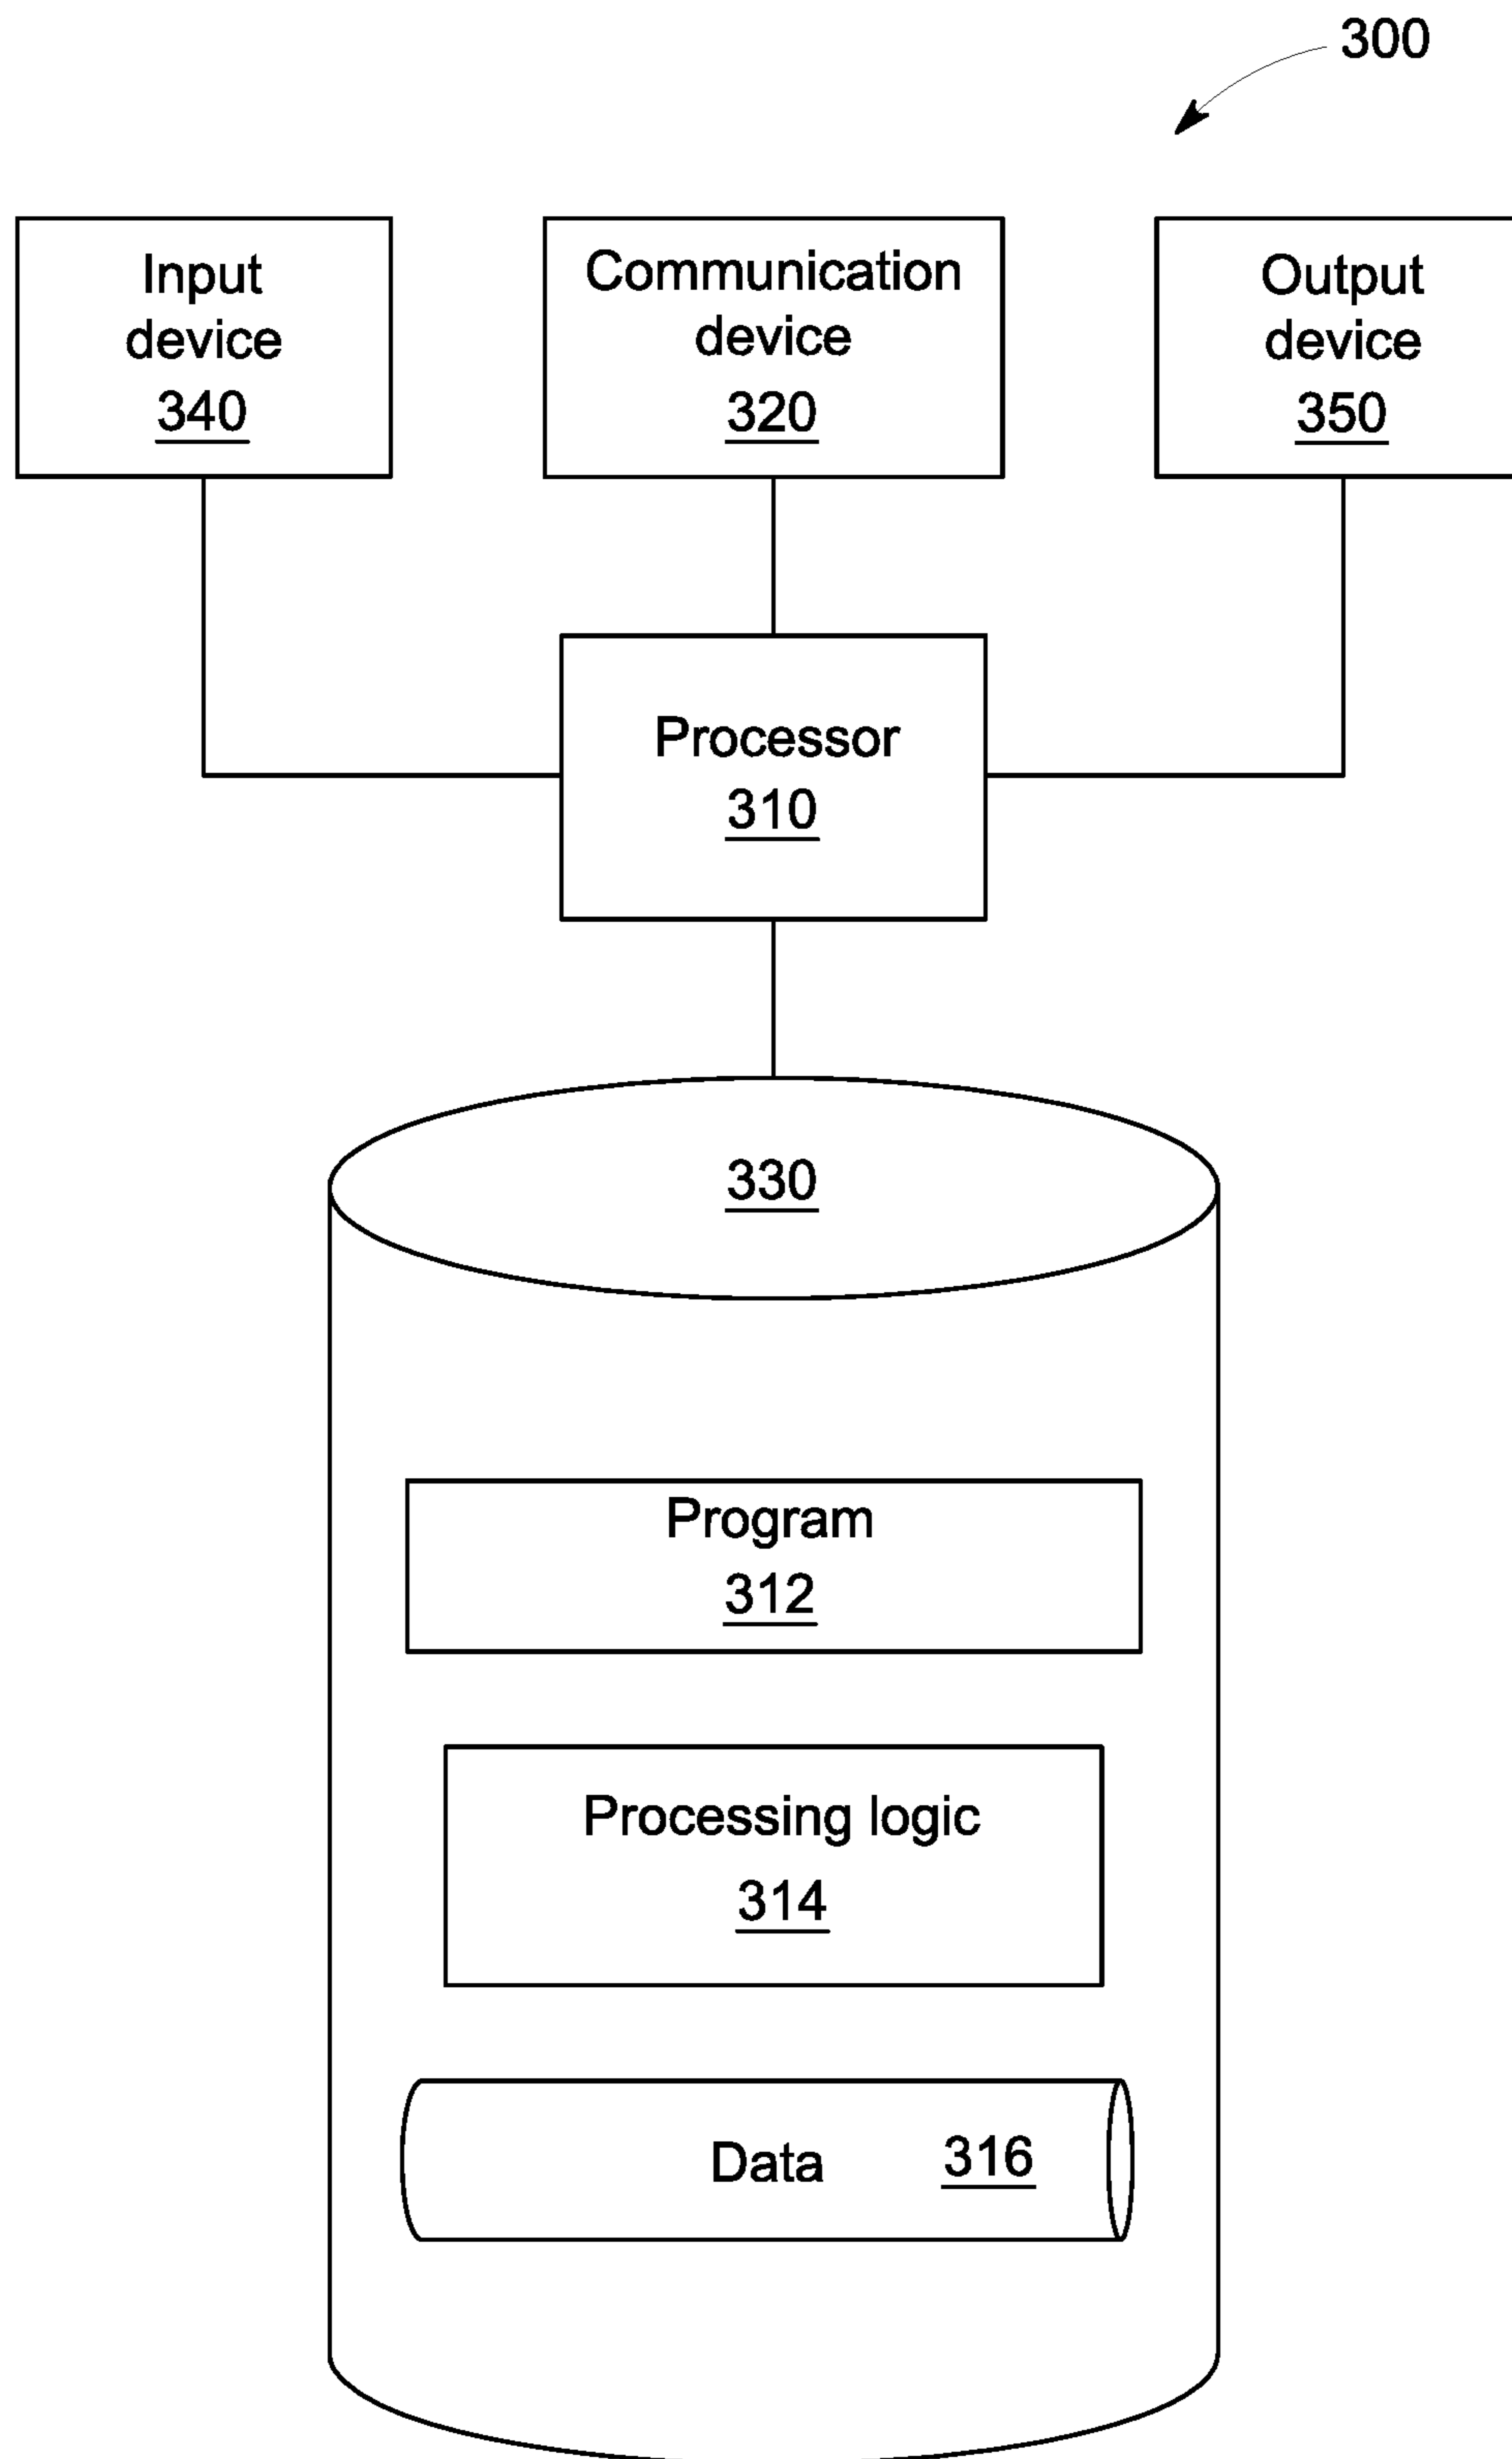 300
Input
device
340
Communication
device
320
Output
device
350
Processor
310
330
Program
312
Processing logic
314
Data 316